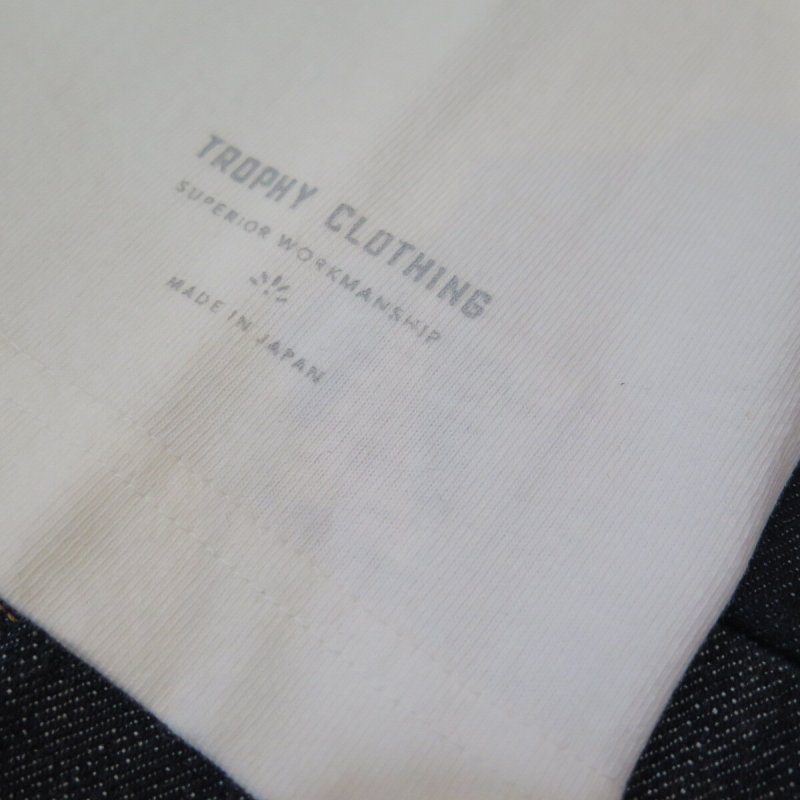 TROPHY CLOTHING
SUPERIOR WORKMANSHIP
MADE IN JAPAN